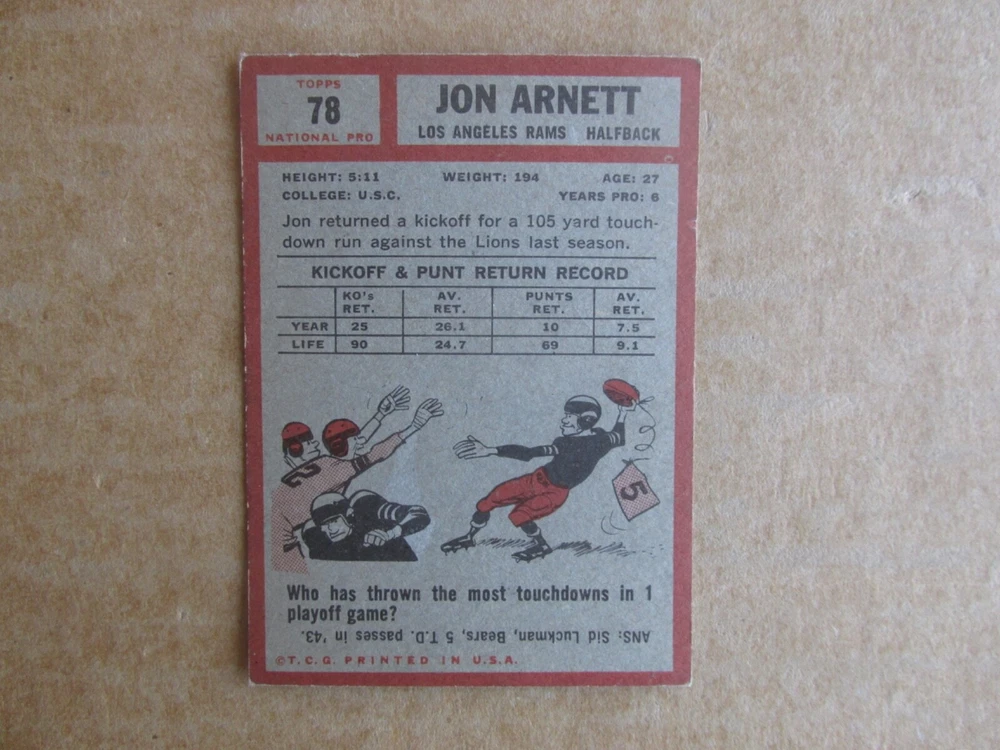 TOPPS
78
NATIONAL PRO
JON ARNETT
LOS ANGELES RAMS HALFBACK
HEIGHT: 5:11 WEIGHT: 194 AGE: 27
COLLEGE: U.S.C. YEARS PRO: 6
Jon returned a kickoff for a 105 yard touch-
down run against the Lions last season.
KICKOFF & PUNT RETURN RECORD
KO's RET. AV. RET. PUNTS RET. AV. RET.
YEAR 25 26.1 10 7.5
LIFE 90 24.7 69 9.1
2
5
Who has thrown the most touchdowns in 1
playoff game?
ANS: Sid Luckman, Bears, 5 T.D. passes in '43.
©T.C.G. PRINTED IN U.S.A.